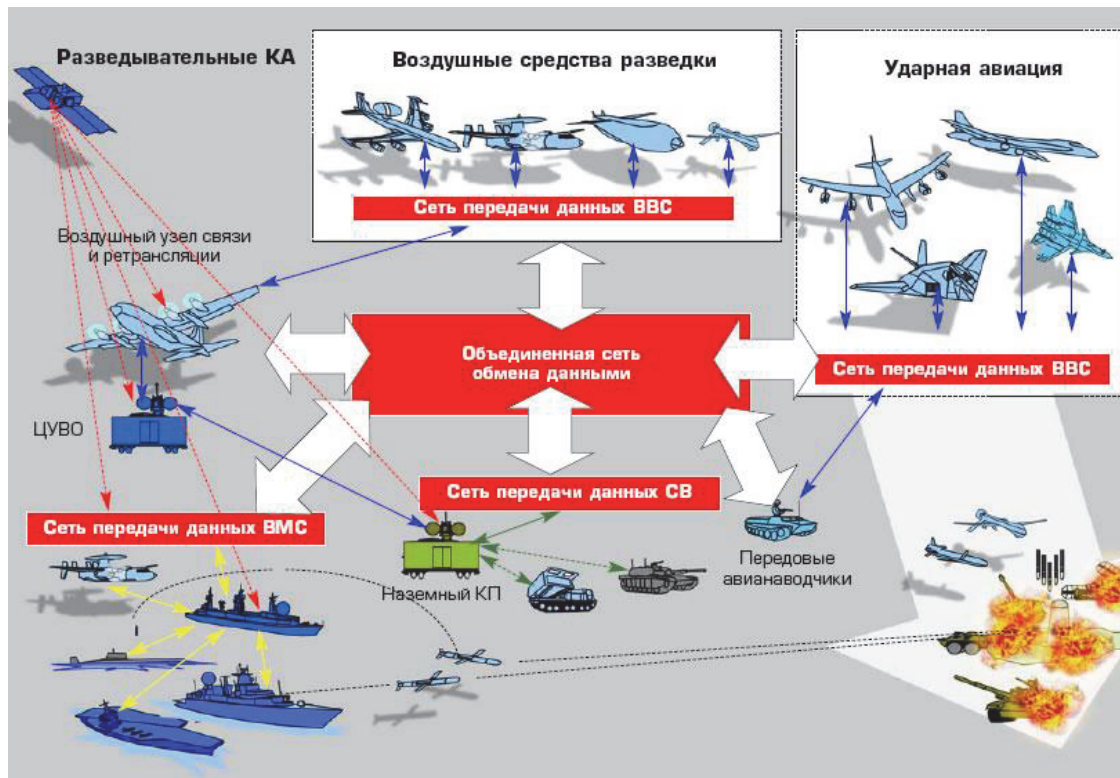 Разведывательные КА
Воздушные средства разведки
Ударная авиация
Сеть передачи данных ВВС
Воздушный узел связи
и ретрансляции
Объединенная сеть
обмена данными
Сеть передачи данных ВВС
ЦУВО
Сеть передачи данных СВ
Сеть передачи данных ВМС
Наземный КП
Передовые
авианаводчики